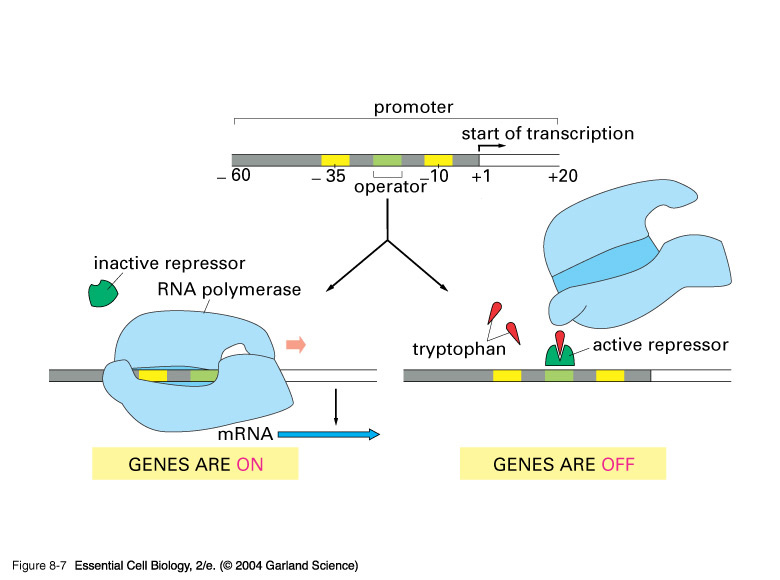 promoter
start of transcription
– 60
– 35
–10
+1
+20
operator
inactive repressor
RNA polymerase
tryptophan
active repressor
mRNA
GENES ARE ON
GENES ARE OFF
Figure 8-7 Essential Cell Biology, 2/e. (© 2004 Garland Science)